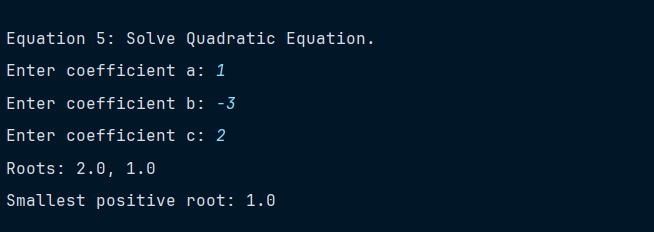 Equation 5: Solve Quadratic Equation.
Enter coefficient a: 1
Enter coefficient b: -3
Enter coefficient c: 2
Roots: 2.0, 1.0
Smallest positive root: 1.0